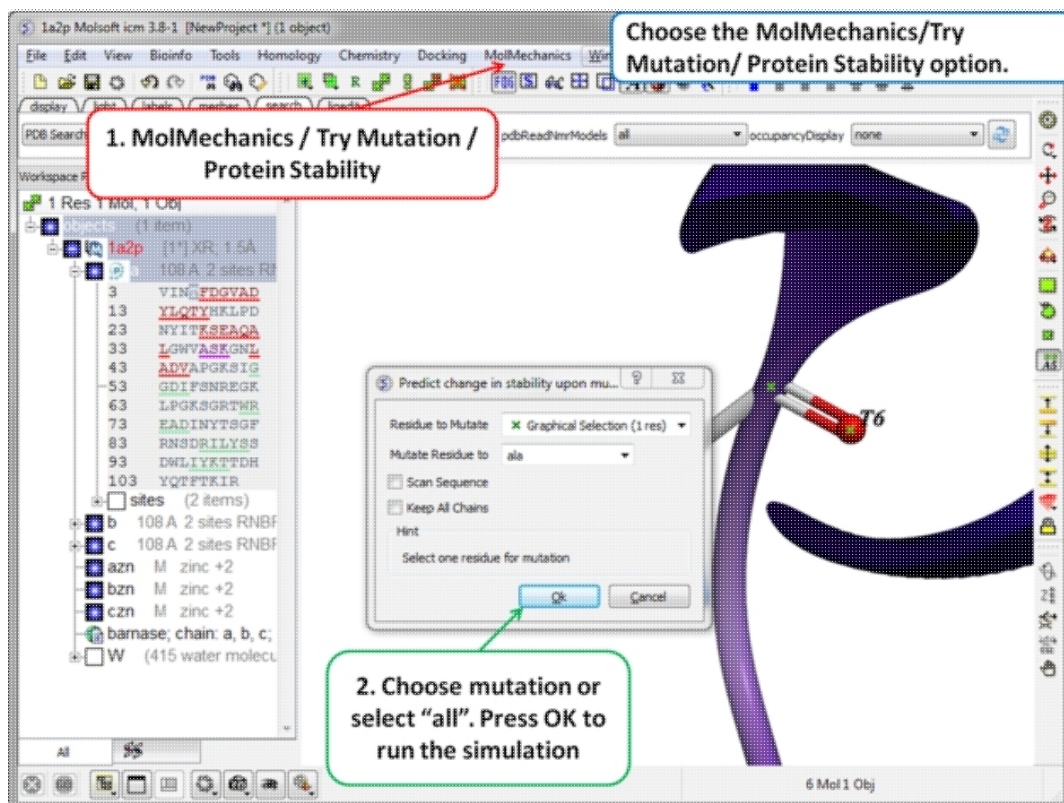 1a2p Molsoft icm 3.8-1 [NewProject *] (1 object)
Choose the MolMechanics/Try
Mutation/ Protein Stability option.
File Edit View Bioinfo Tools Homology Chemistry Docking MolMechanics
display light labels meshes search
PDB Search
pdbReadNmrModels all occupancyDisplay none
1. MolMechanics / Try Mutation /
Protein Stability
Workspace
1 Res 1 Mol, 1 Obj
objects (1 item)
1a2p [1*] XR, 1.5A
a 108 A 2 sites
3 VINGFDGVAD
13 YLQTYHKLPD
23 NYITKSEAQA
33 LGWVASKGNL
43 ADVAPGKSIG
53 GDIFSNREGK
63 LPGKSGRTWR
73 EADINYTSGF
83 RNSDRILYSS
93 DWLIYKTTDH
103 YQTFTKIR
sites (2 items)
b 108 A 2 sites RNBF
c 108 A 2 sites RNBF
azn M zinc +2
bzn M zinc +2
czn M zinc +2
barnase; chain: a, b, c;
W (415 water molecu
All
Predict change in stability upon mu...
Residue to Mutate Graphical Selection (1 res)
Mutate Residue to ala
Scan Sequence
Keep All Chains
Hint
Select one residue for mutation
Ok Cancel
T6
2. Choose mutation or
select “all”. Press OK to
run the simulation
6 Mol 1 Obj